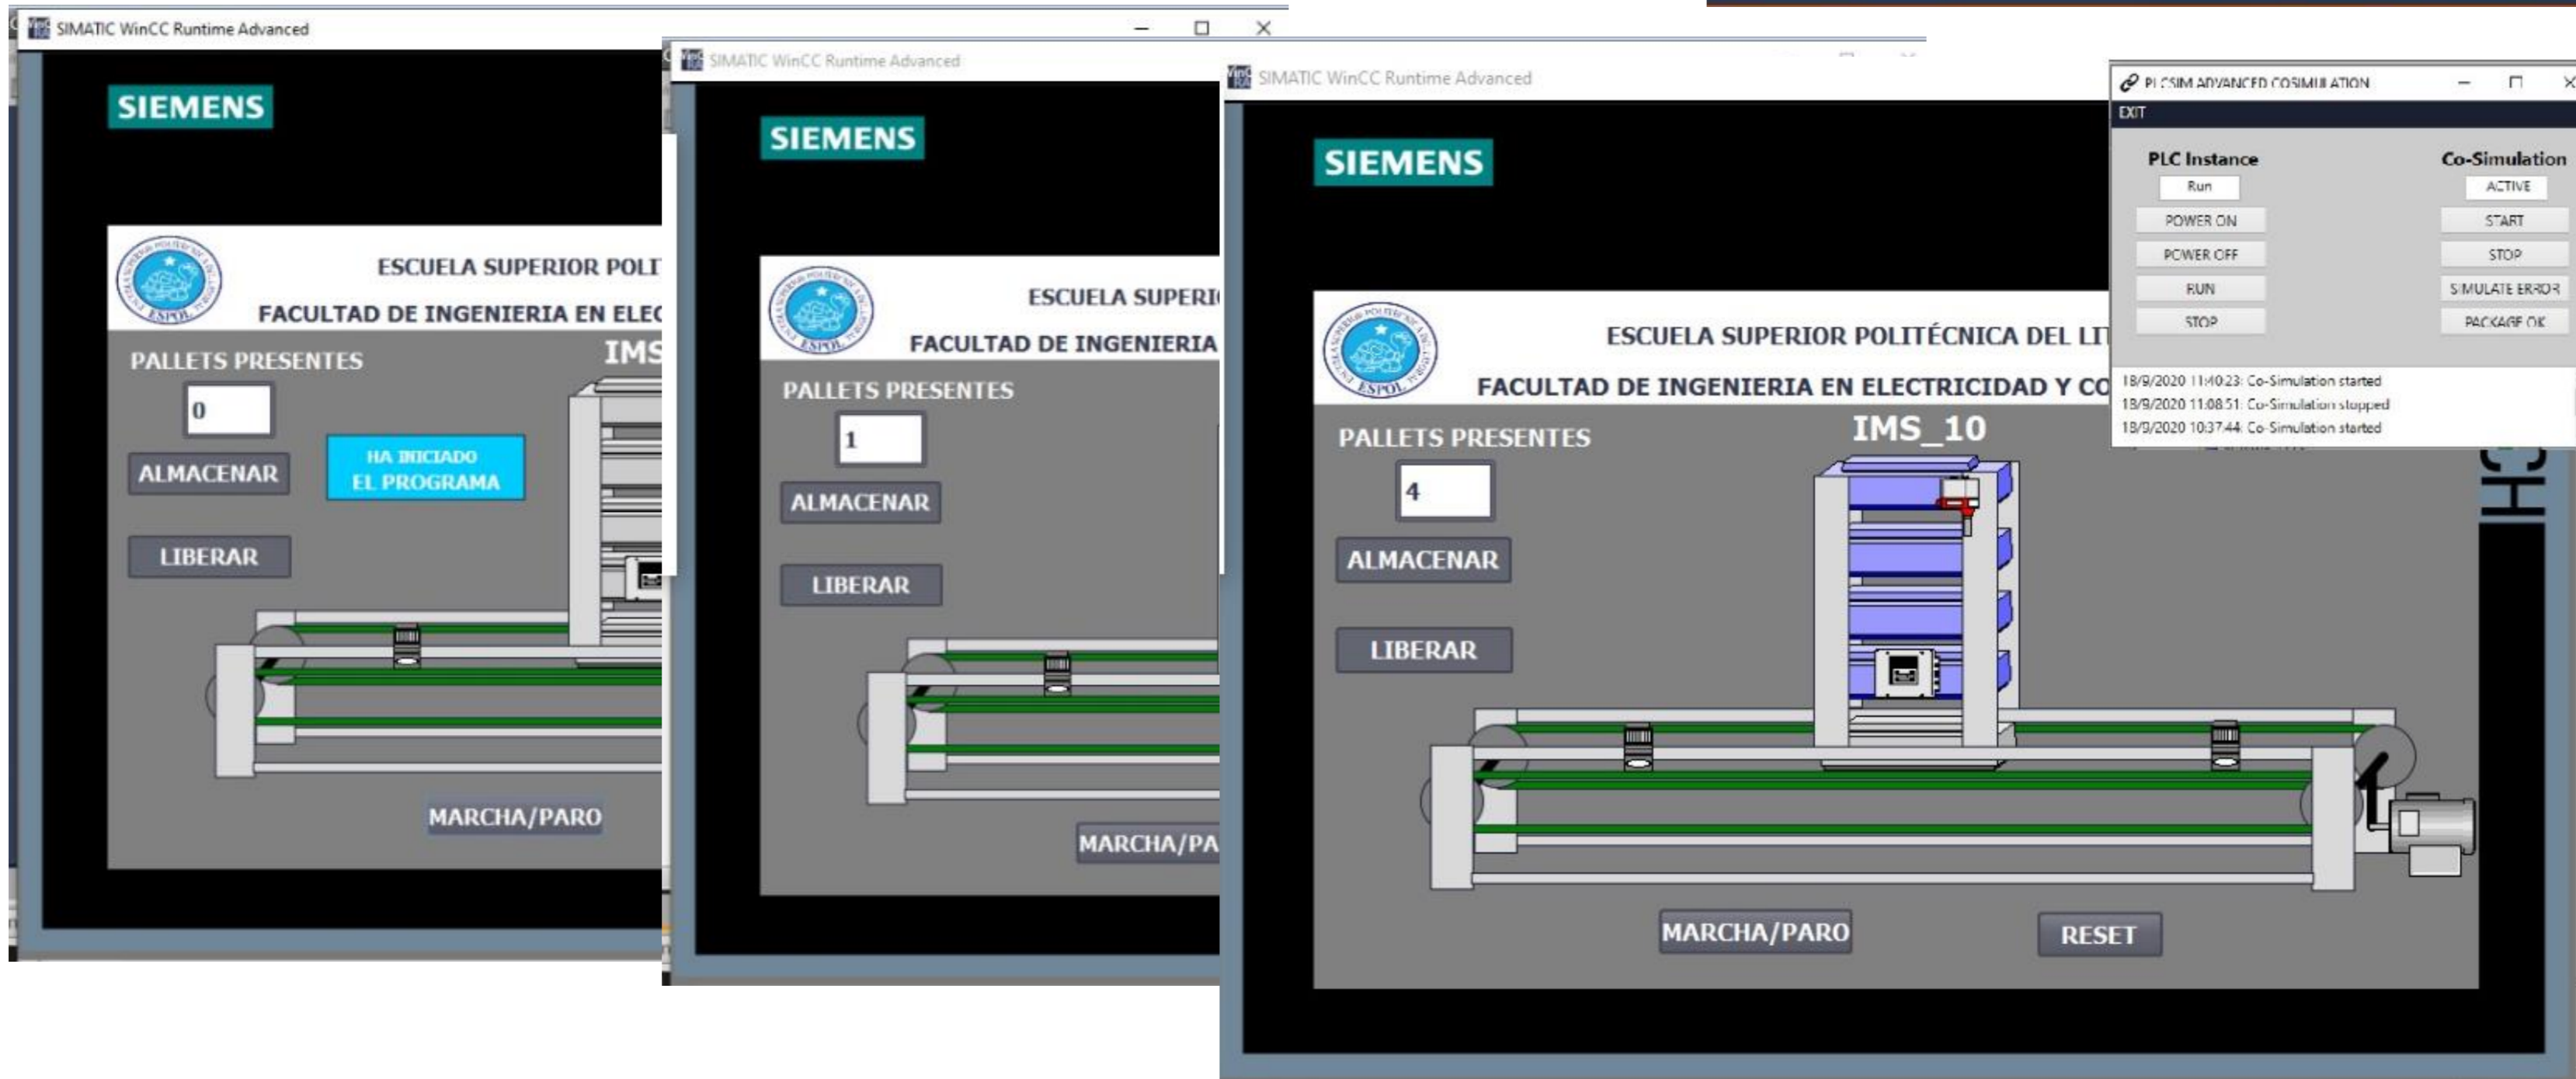 SIMATIC WinCC Runtime Advanced
SIEMENS
ESCUELA SUPERIOR POLI
FACULTAD DE INGENIERIA EN ELEC
ESPOL
PALLETS PRESENTES
IMS
0
HA INICIADO
EL PROGRAMA
ALMACENAR
LIBERAR
MARCHA/PARO
SIMATIC WinCC Runtime Advanced
SIEMENS
ESCUELA SUPERI
FACULTAD DE INGENIERIA
ESPOL
PALLETS PRESENTES
1
ALMACENAR
LIBERAR
MARCHA/PA
SIMATIC WinCC Runtime Advanced
SIEMENS
ESCUELA SUPERIOR POLITÉCNICA DEL LIT
FACULTAD DE INGENIERIA EN ELECTRICIDAD Y CO
ESPOL
PALLETS PRESENTES
IMS_10
4
ALMACENAR
LIBERAR
MARCHA/PARO
RESET
PLCSIM ADVANCED COSIMULATION
EXIT
PLC Instance
Co-Simulation
Run
ACTIVE
POWER ON
START
POWER OFF
STOP
RUN
SIMULATE ERROR
STOP
PACKAGE OK
18/9/2020 11:40:23: Co-Simulation started
18/9/2020 11:08:51: Co-Simulation stopped
18/9/2020 10:37:44: Co-Simulation started
CH